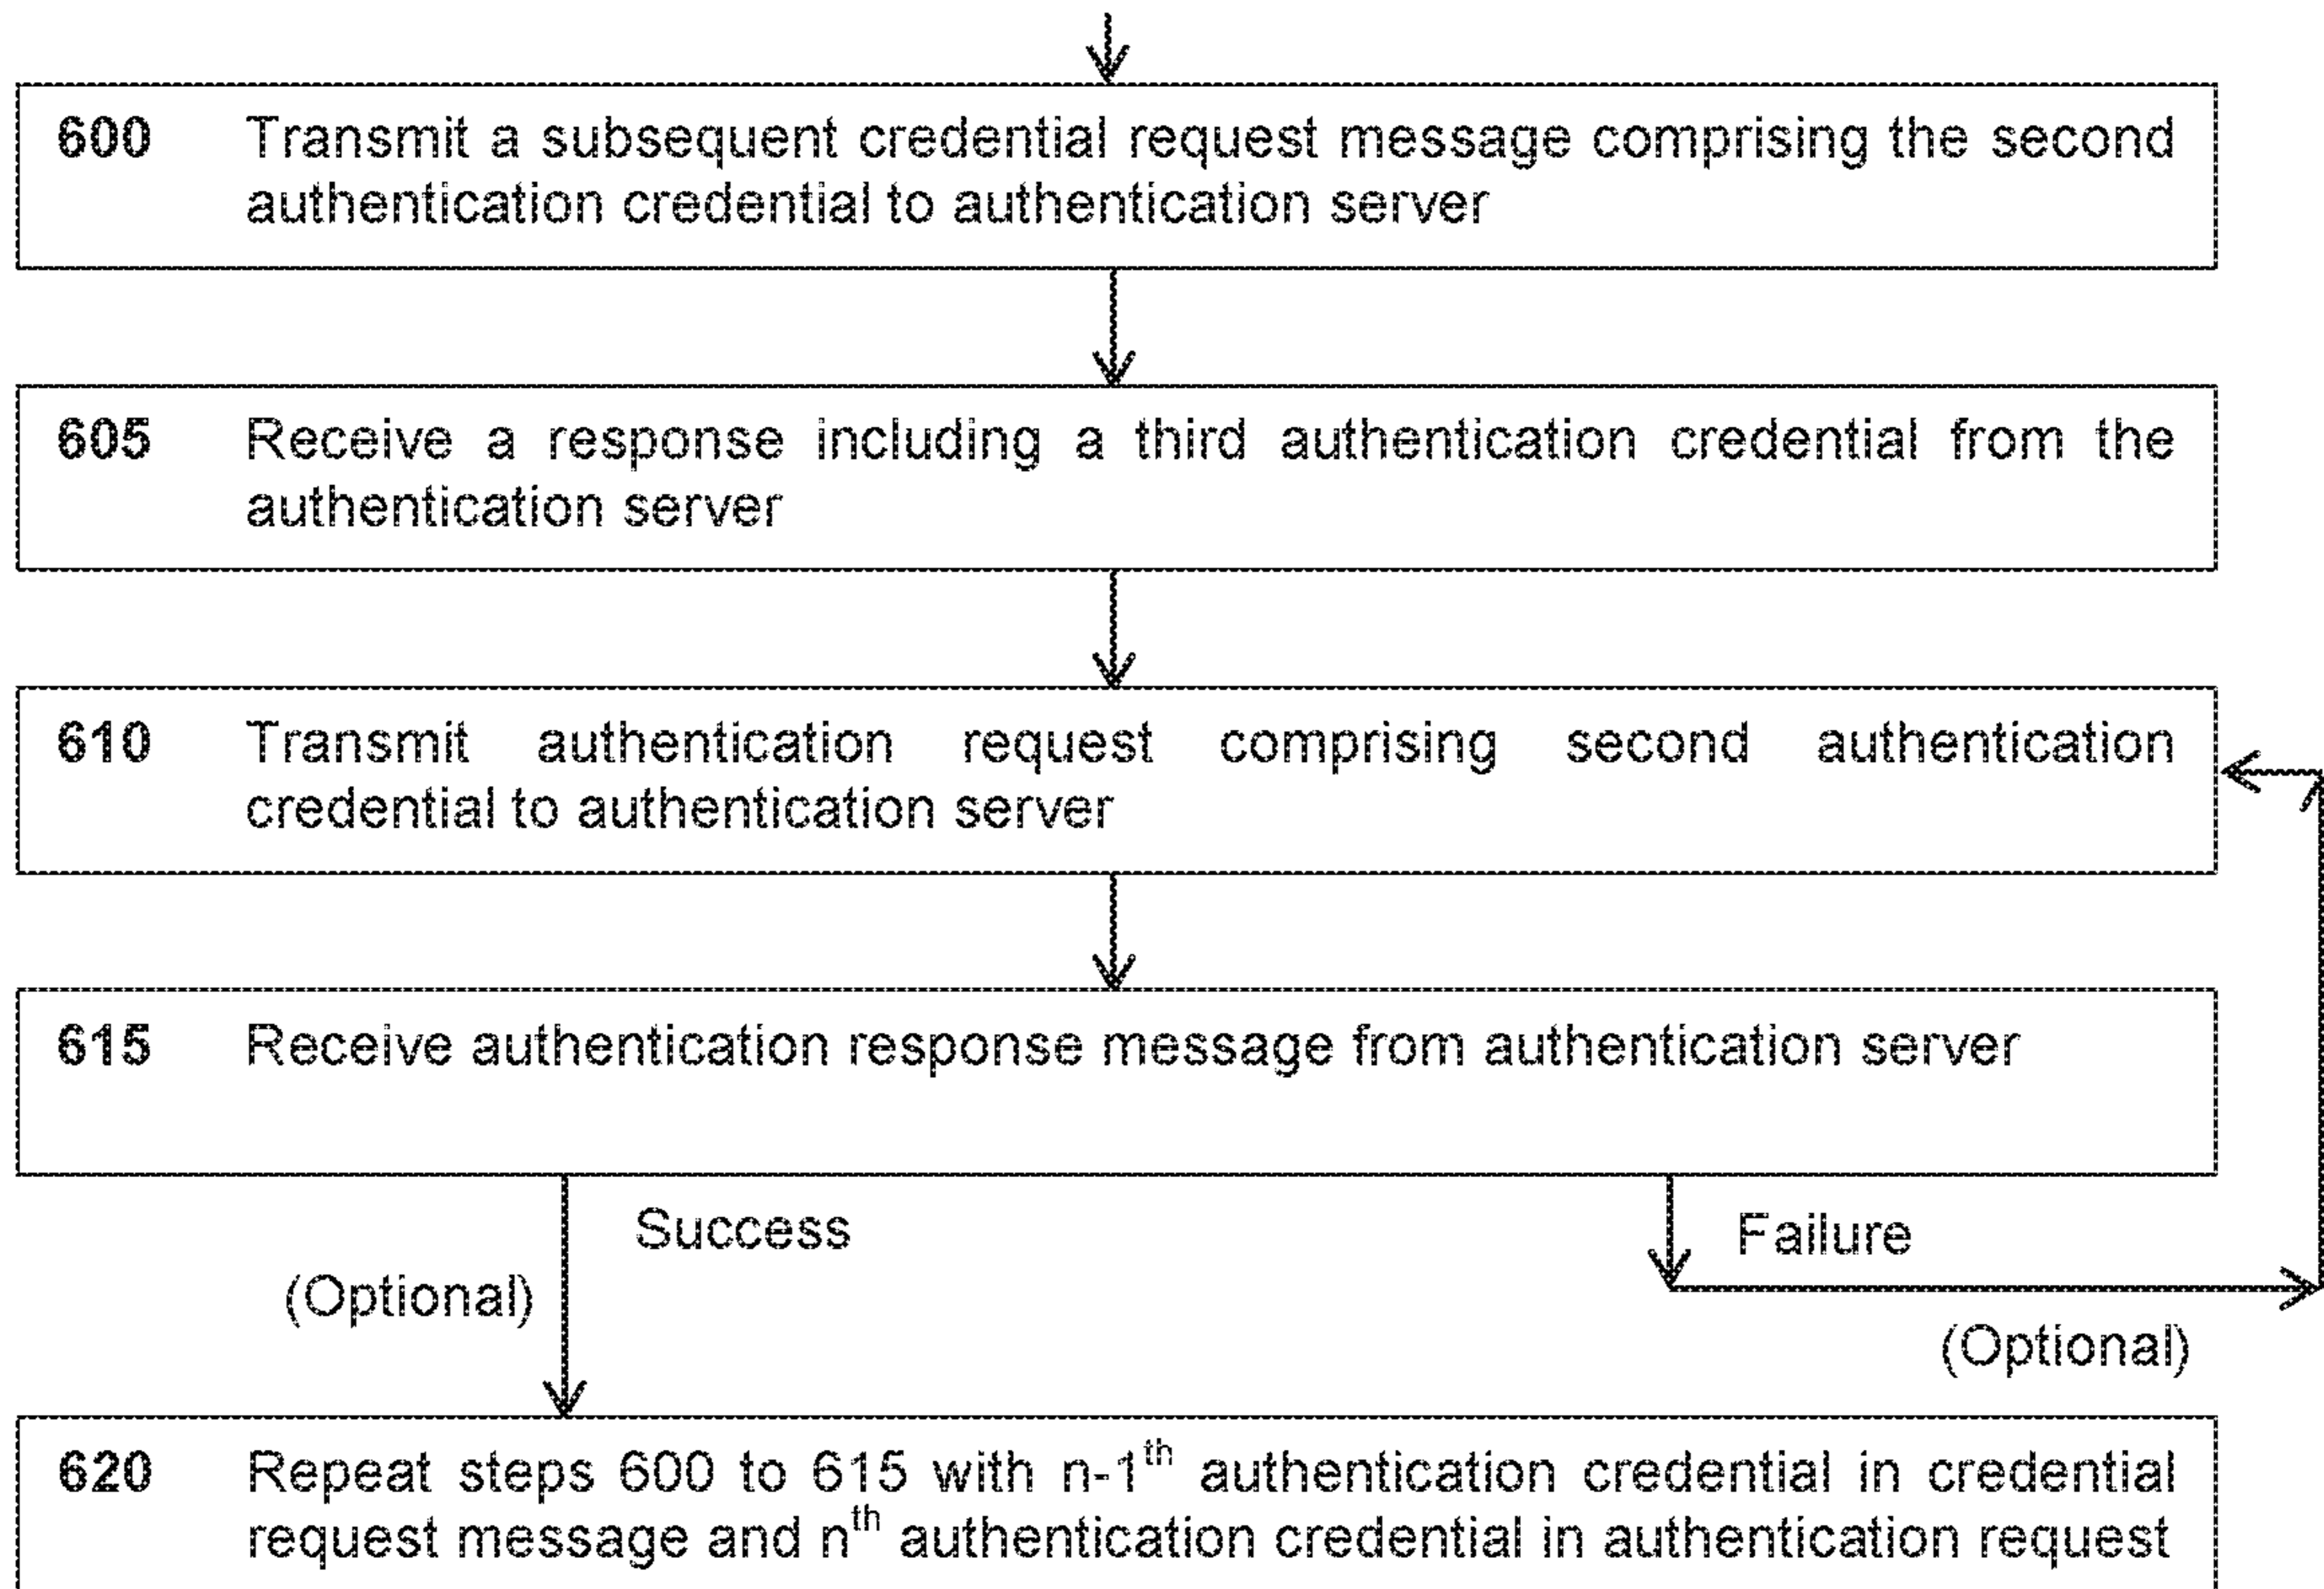 600 Transmit a subsequent credential request message comprising the second
authentication credential to authentication server
605 Receive a response including a third authentication credential from the
authentication server
610 Transmit authentication request comprising second authentication
credential to authentication server
615 Receive authentication response message from authentication server
Success
Failure
(Optional)
(Optional)
620 Repeat steps 600 to 615 with n-1th authentication credential in credential
request message and nth authentication credential in authentication request